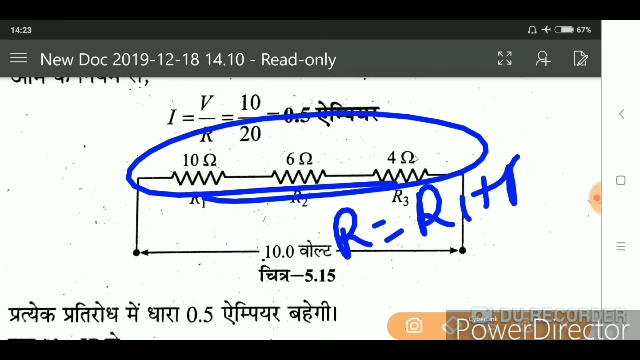 14:23
67%
New Doc 2019-12-18 14.10 - Read-only
I = V/R = 10/20 = 0.5 ऐम्पियर
10 Ω 6 Ω 4 Ω
R1 R2 R3
R = R1 + r
10.0 वोल्ट
चित्र–5.15
प्रत्येक प्रतिरोध में धारा 0.5 ऐम्पियर बहेगी।
DU RECORDER
CyberLink
PowerDirector